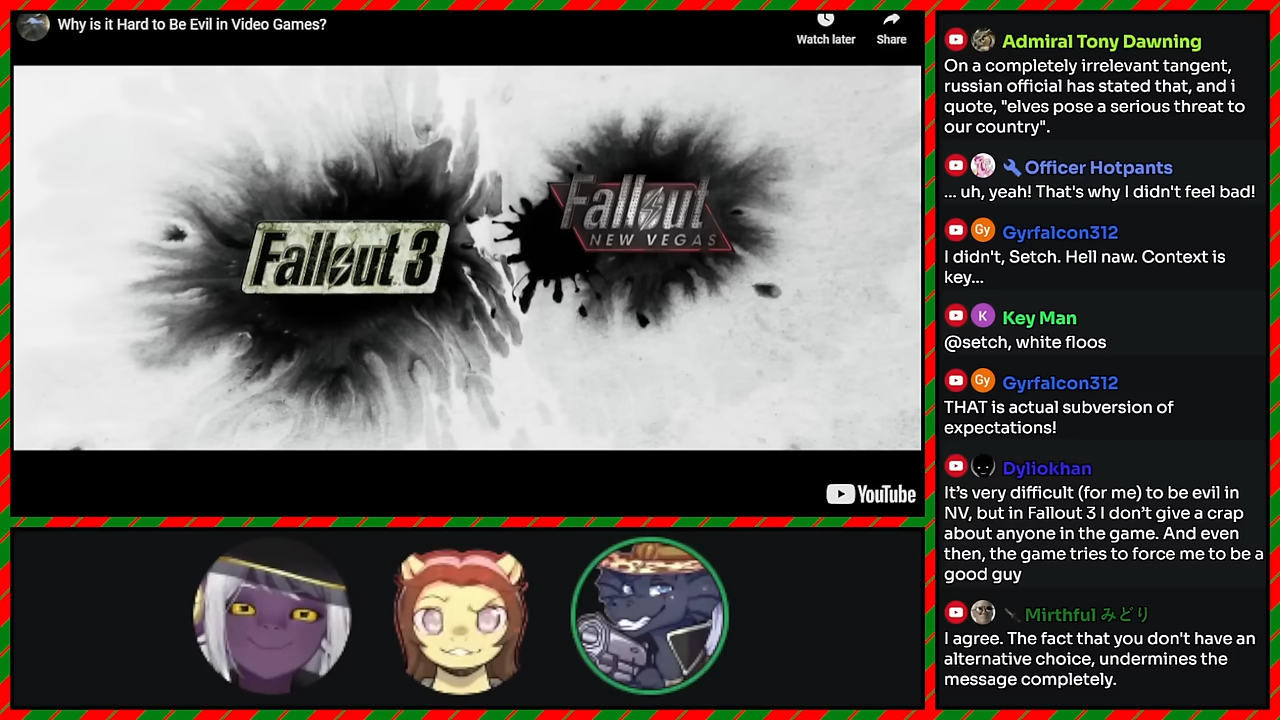 Why is it Hard to Be Evil in Video Games?
Watch later
Share
Fallout 3
Fallout
NEW VEGAS
YouTube
Admiral Tony Dawning
On a completely irrelevant tangent,
russian official has stated that, and i
quote, "elves pose a serious threat to
our country".
Officer Hotpants
... uh, yeah! That's why I didn't feel bad!
Gy
Gyrfalcon312
I didn't, Setch. Hell naw. Context is
key...
K
Key Man
@setch, white floos
Gy
Gyrfalcon312
THAT is actual subversion of
expectations!
Dyliokhan
It’s very difficult (for me) to be evil in
NV, but in Fallout 3 I don’t give a crap
about anyone in the game. And even
then, the game tries to force me to be a
good guy
Mirthful みどり
I agree. The fact that you don't have an
alternative choice, undermines the
message completely.